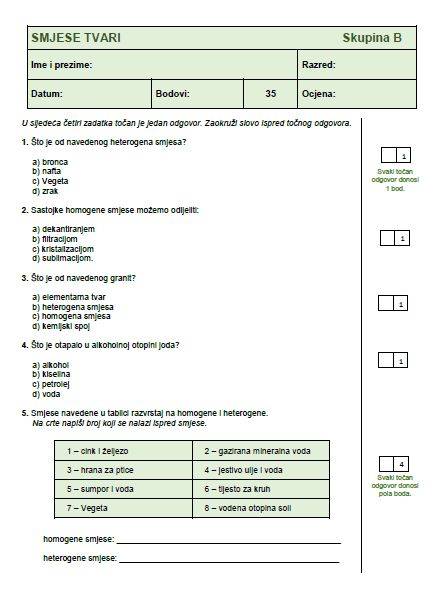 SMJESE TVARI Skupina B
Ime i prezime: Razred:
Datum: Bodovi: 35 Ocjena:
U sljedeća četiri zadatka točan je jedan odgovor. Zaokruži slovo ispred točnog odgovora.
1. Što je od navedenog heterogena smjesa?
1
Svaki točan
odgovor donosi
1 bod.
a) bronca
b) nafta
c) Vegeta
d) zrak
2. Sastojke homogene smjese možemo odijeliti:
1
a) dekantiranjem
b) filtracijom
c) kristalizacijom
d) sublimacijom.
3. Što je od navedenog granit?
1
a) elementarna tvar
b) heterogena smjesa
c) homogena smjesa
d) kemijski spoj
4. Što je otapalo u alkoholnoj otopini joda?
1
a) alkohol
b) kiselina
c) petrolej
d) voda
5. Smjese navedene u tablici razvrstaj na homogene i heterogene.
Na crte napiši broj koji se nalazi ispred smjese.
1 – cink i željezo 2 – gazirana mineralna voda
3 – hrana za ptice 4 – jestivo ulje i voda
5 – sumpor i voda 6 – tijesto za kruh
7 – Vegeta 8 – vodena otopina soli
4
Svaki točan
odgovor donosi
pola boda.
homogene smjese:
heterogene smjese: